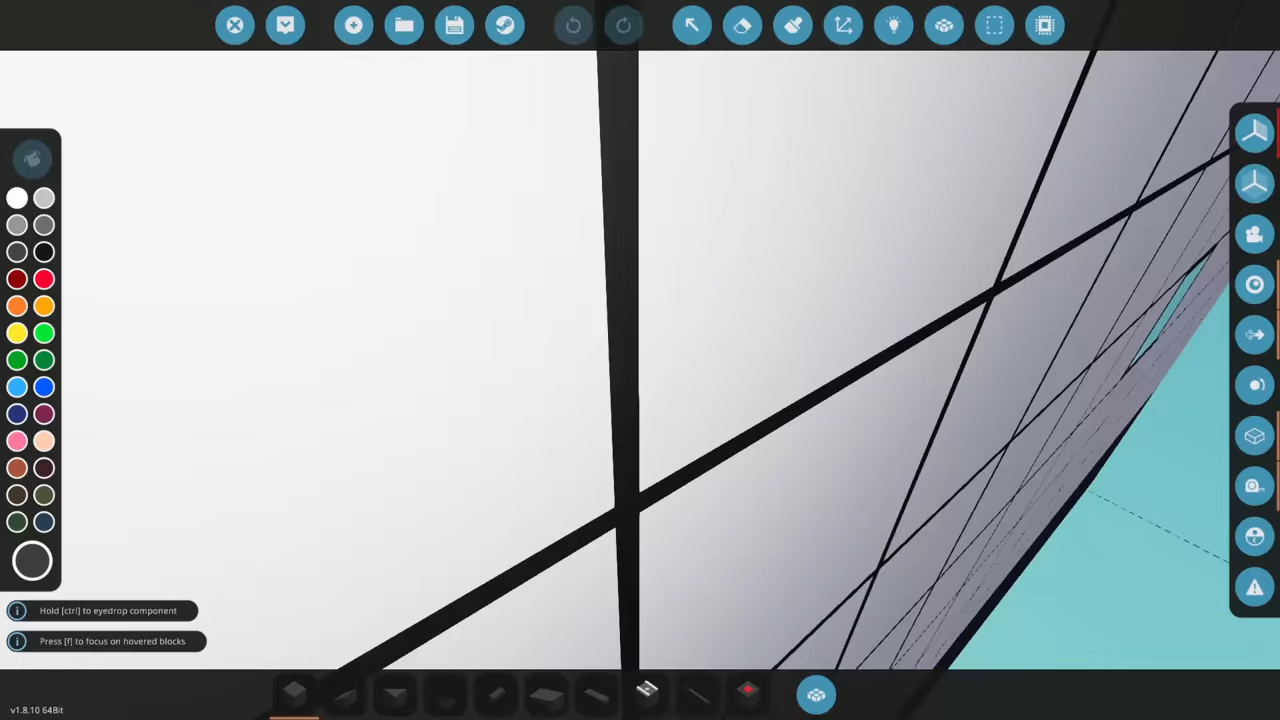 Hold [ctrl] to eyedrop component
Press [f] to focus on hovered blocks
v1.8.10 64Bit